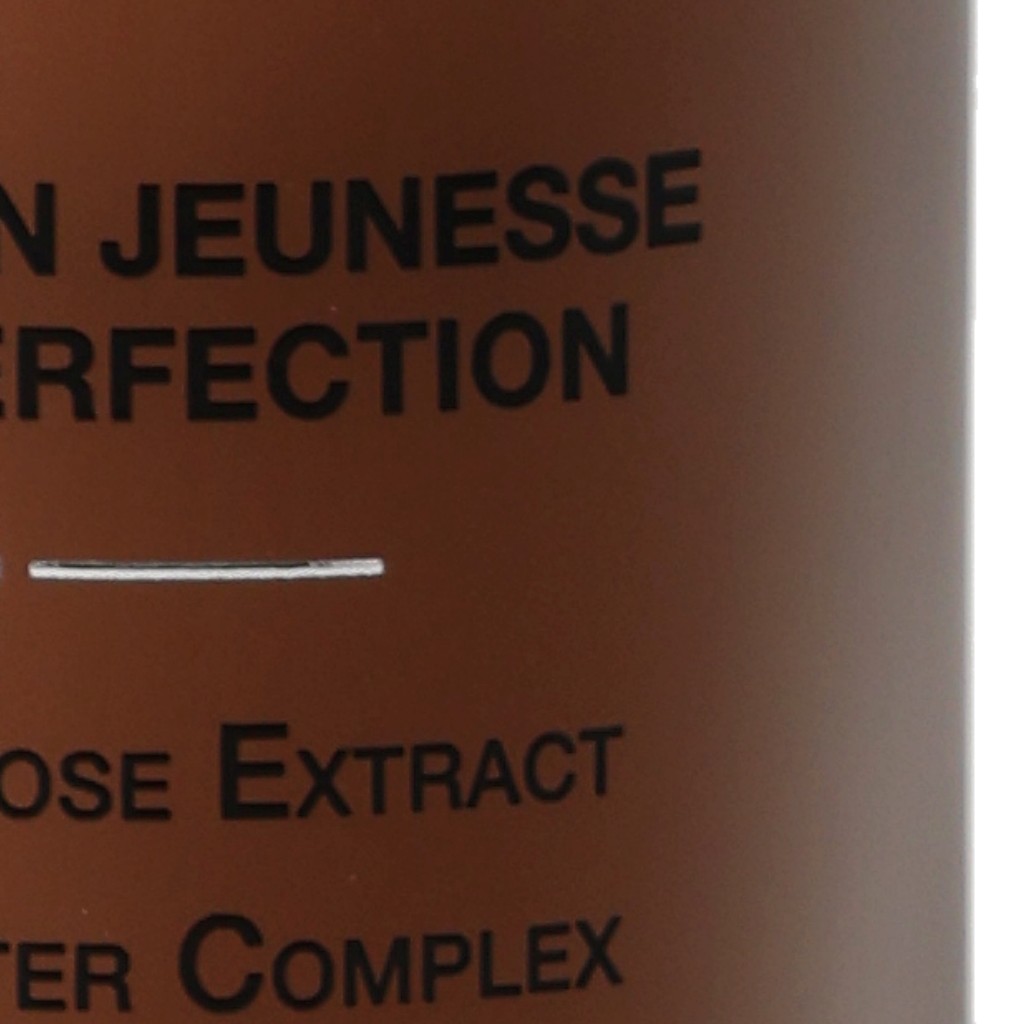 N JEUNESSE
ERFECTION
OSE EXTRACT
TER COMPLEX